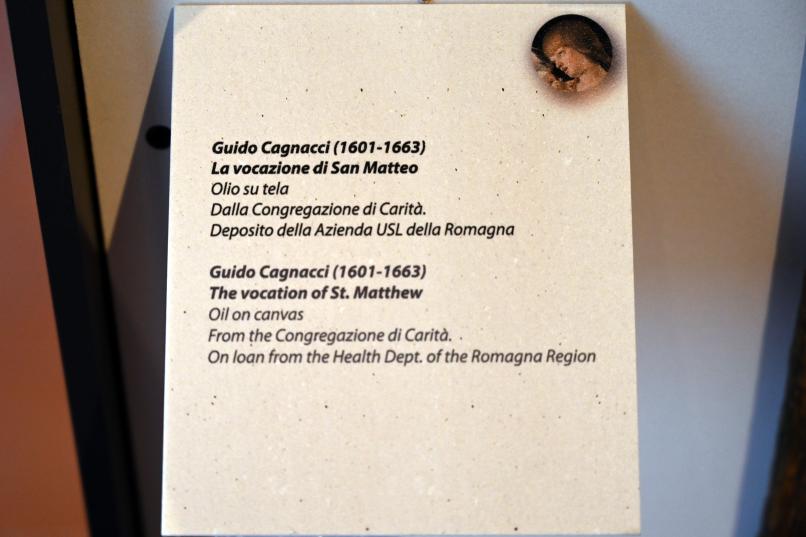 Guido Cagnacci (1601-1663)
La vocazione di San Matteo
Olio su tela
Dalla Congregazione di Carità.
Deposito della Azienda USL della Romagna
Guido Cagnacci (1601-1663)
The vocation of St. Matthew
Oil on canvas
From the Congregazione di Carità.
On loan from the Health Dept. of the Romagna Region